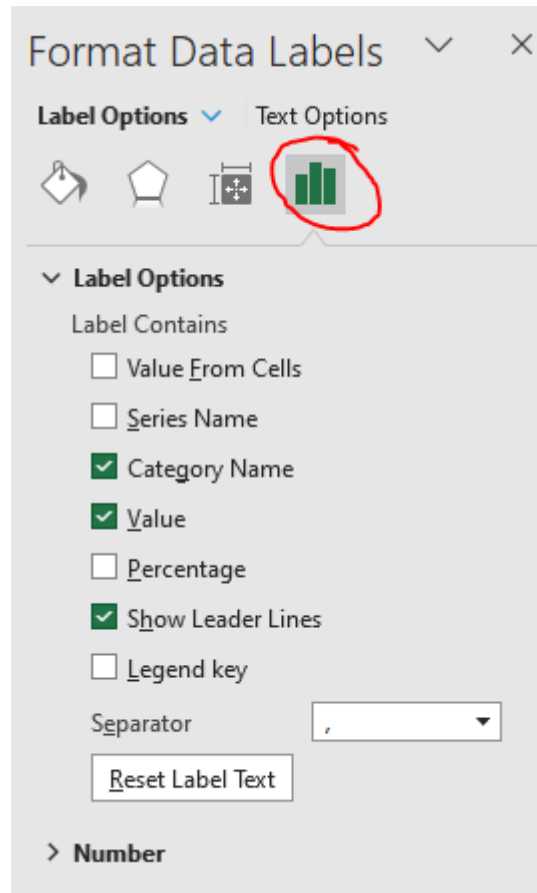 Format Data Labels
Label Options Text Options
Label Options
Label Contains
Value From Cells
Series Name
Category Name
Value
Percentage
Show Leader Lines
Legend key
Separator ,
Reset Label Text
Number